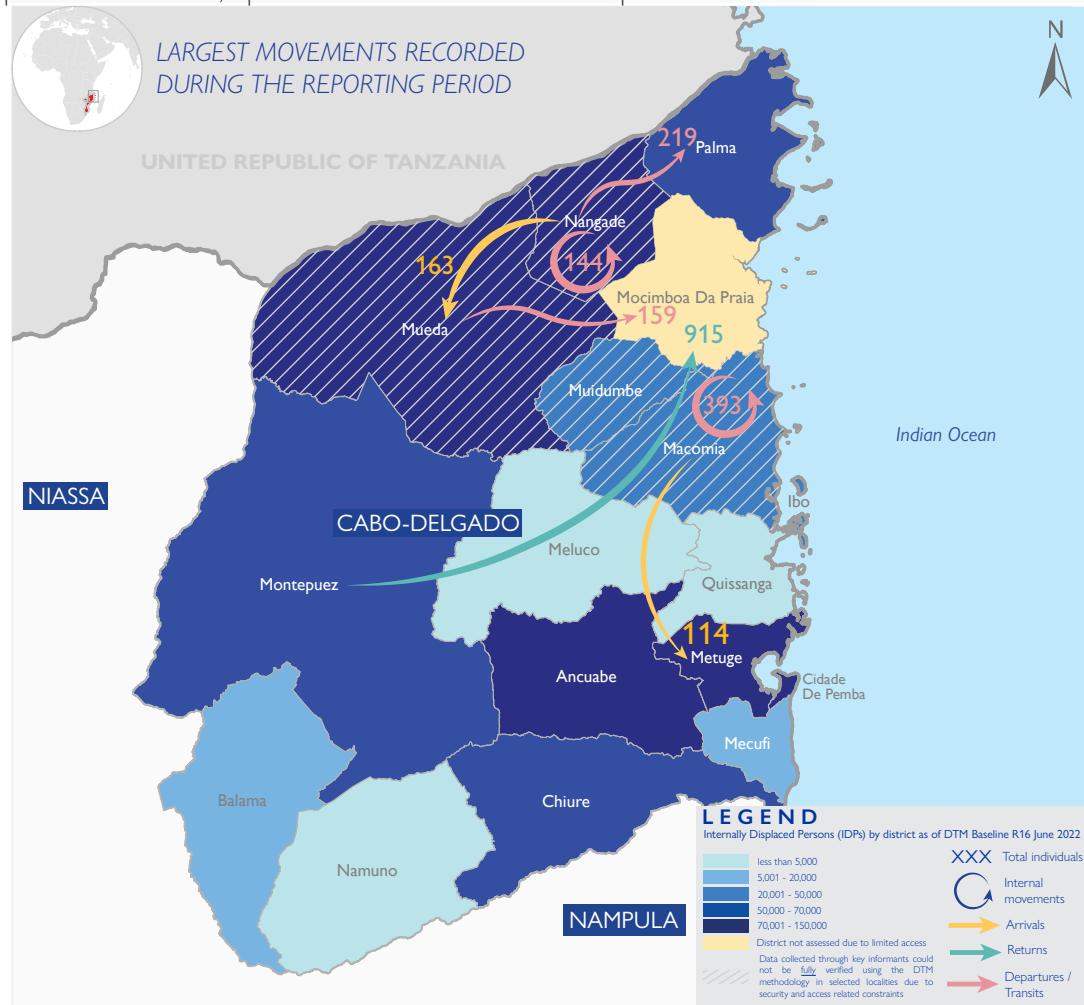 LARGEST MOVEMENTS RECORDED
DURING THE REPORTING PERIOD
N
UNITED REPUBLIC OF TANZANIA
219
Palma
Nangade
163
144
Mocimboa Da Praia
159
Mueda
915
Muidumbe
393
Macomia
Indian Ocean
NIASSA
Ibo
CABO-DELGADO
Meluco
Montepuez
Quissanga
114
Metuge
Ancuabe
Cidade
De Pemba
Mecufi
Balama
Chiure
Namuno
NAMPULA
LEGEND
Internally Displaced Persons (IDPs) by district as of DTM Baseline R16 June 2022
less than 5,000
5,001 - 20,000
20,001 - 50,000
50,000 - 70,000
70,001 - 150,000
District not assessed due to limited access
Data collected through key informants could
not be fully verified using the DTM
methodology in selected localities due to
security and access related constraints
XXX Total individuals
Internal
movements
Arrivals
Returns
Departures /
Transits